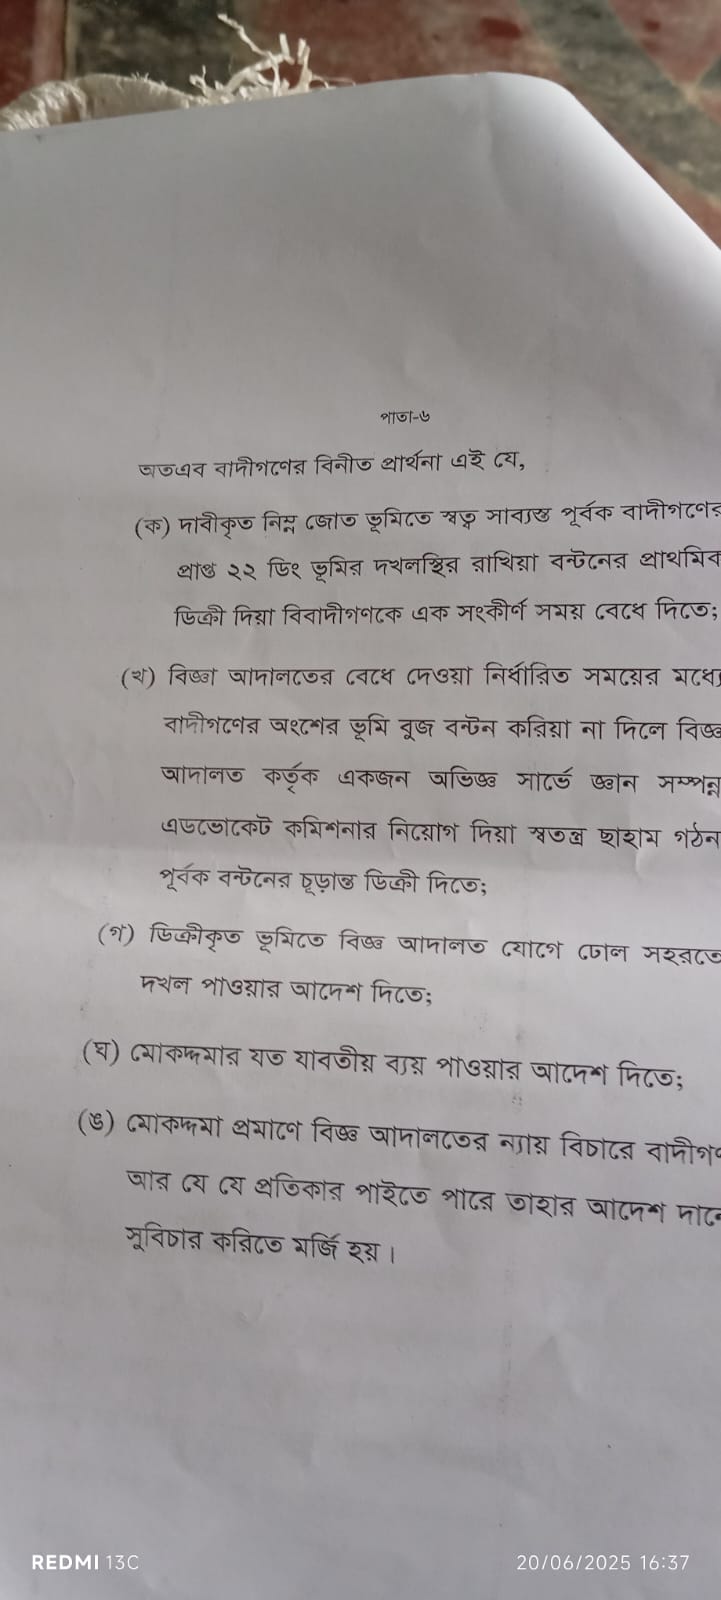 পাতা-৬
অতএব বাদীগণের বিনীত প্রার্থনা এই যে,
(ক) দাবীকৃত নিম্ন জোত ভূমিতে স্বত্ব সাব্যস্ত পূর্বক বাদীগণের
প্রাপ্ত ২২ ডিং ভূমির দখলস্থির রাখিয়া বন্টনের প্রাথমিক
ডিক্রী দিয়া বিবাদীগণকে এক সংকীর্ণ সময় বেধে দিতে;
(খ) বিজ্ঞা আদালতের বেধে দেওয়া নির্ধারিত সময়ের মধ্যে
বাদীগণের অংশের ভূমি বুজ বন্টন করিয়া না দিলে বিজ্ঞ
আদালত কর্তৃক একজন অভিজ্ঞ সার্ভে জ্ঞান সম্পন্ন
এডভোকেট কমিশনার নিয়োগ দিয়া স্বতন্ত্র ছাহাম গঠন
পূর্বক বন্টনের চূড়ান্ত ডিক্রী দিতে;
(গ) ডিক্রীকৃত ভূমিতে বিজ্ঞ আদালত যোগে ঢোল সহরতে
দখল পাওয়ার আদেশ দিতে;
(ঘ) মোকদ্দমার যত যাবতীয় ব্যয় পাওয়ার আদেশ দিতে;
(ঙ) মোকদ্দমা প্রমাণে বিজ্ঞ আদালতের ন্যায় বিচারে বাদীগণ
আর যে যে প্রতিকার পাইতে পারে তাহার আদেশ দানে
সুবিচার করিতে মর্জি হয়।
REDMI 13C
20/06/2025 16:37